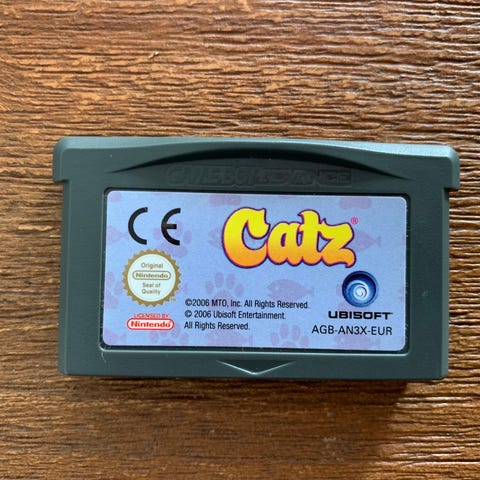 GAME BOY ADVANCE
CE
Catz®
Original
Nintendo
Seal of
Quality
LICENSED BY
Nintendo
©2006 MTO, Inc. All Rights Reserved.
© 2006 Ubisoft Entertainment.
All Rights Reserved.
UBISOFT
AGB-AN3X-EUR